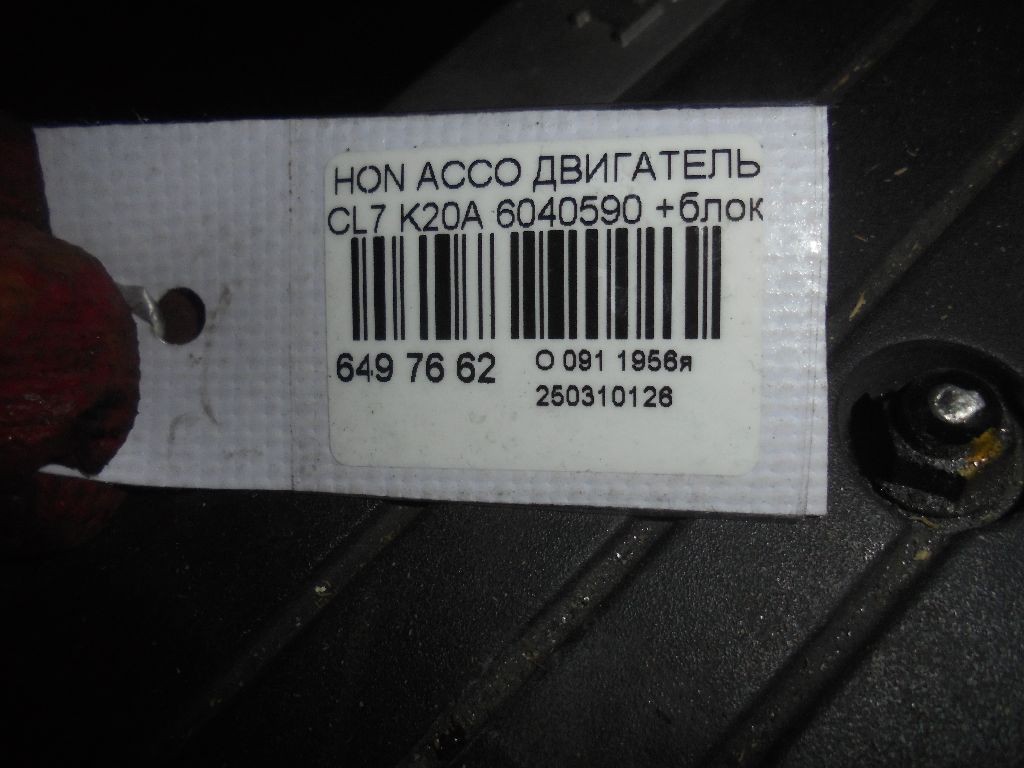 HON ACCO ДВИГАТЕЛЬ
CL7 K20A 6040590 +блок
649 76 62
O 091 1956я
250310126